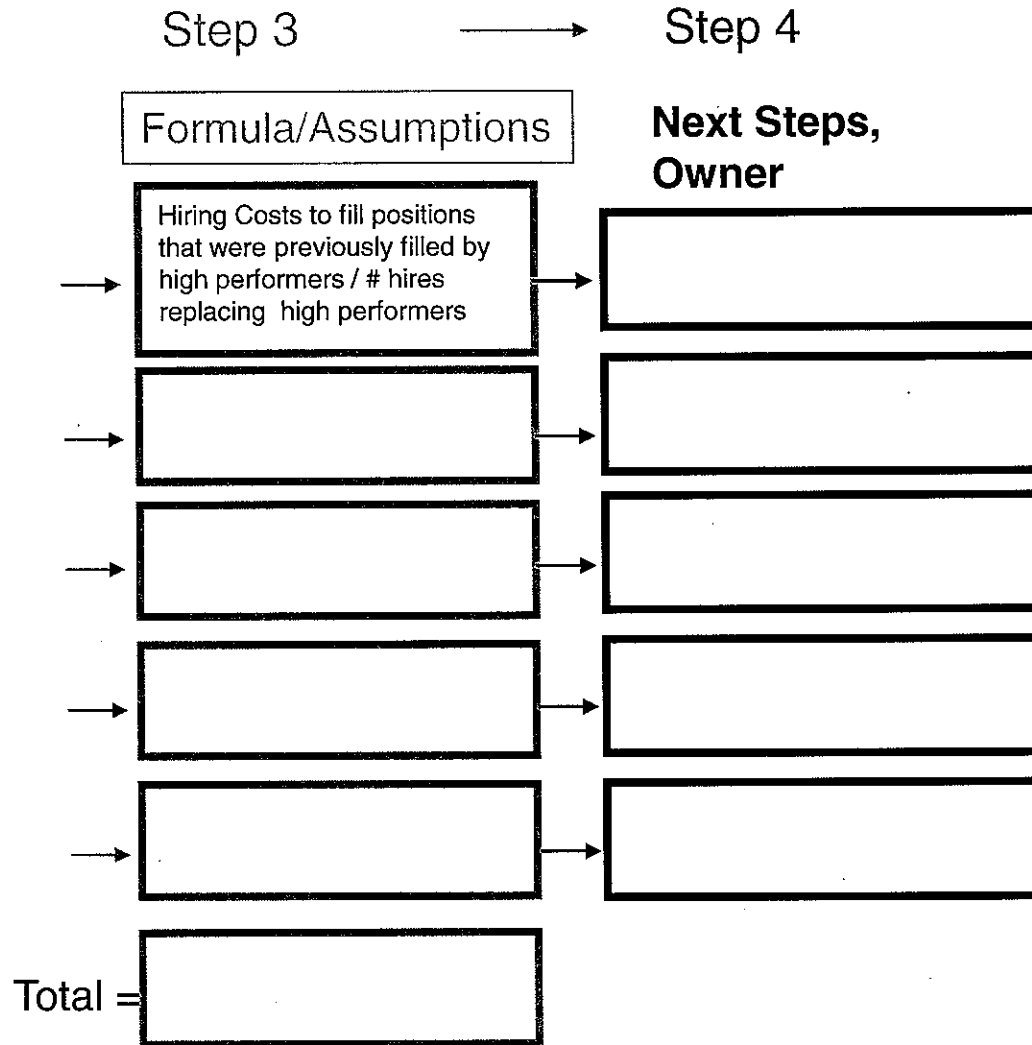 Step 3
Step 4
Formula/Assumptions
Next Steps,
Owner
Hiring Costs to fill positions
that were previously filled by
high performers / # hires
replacing high performers
Total =